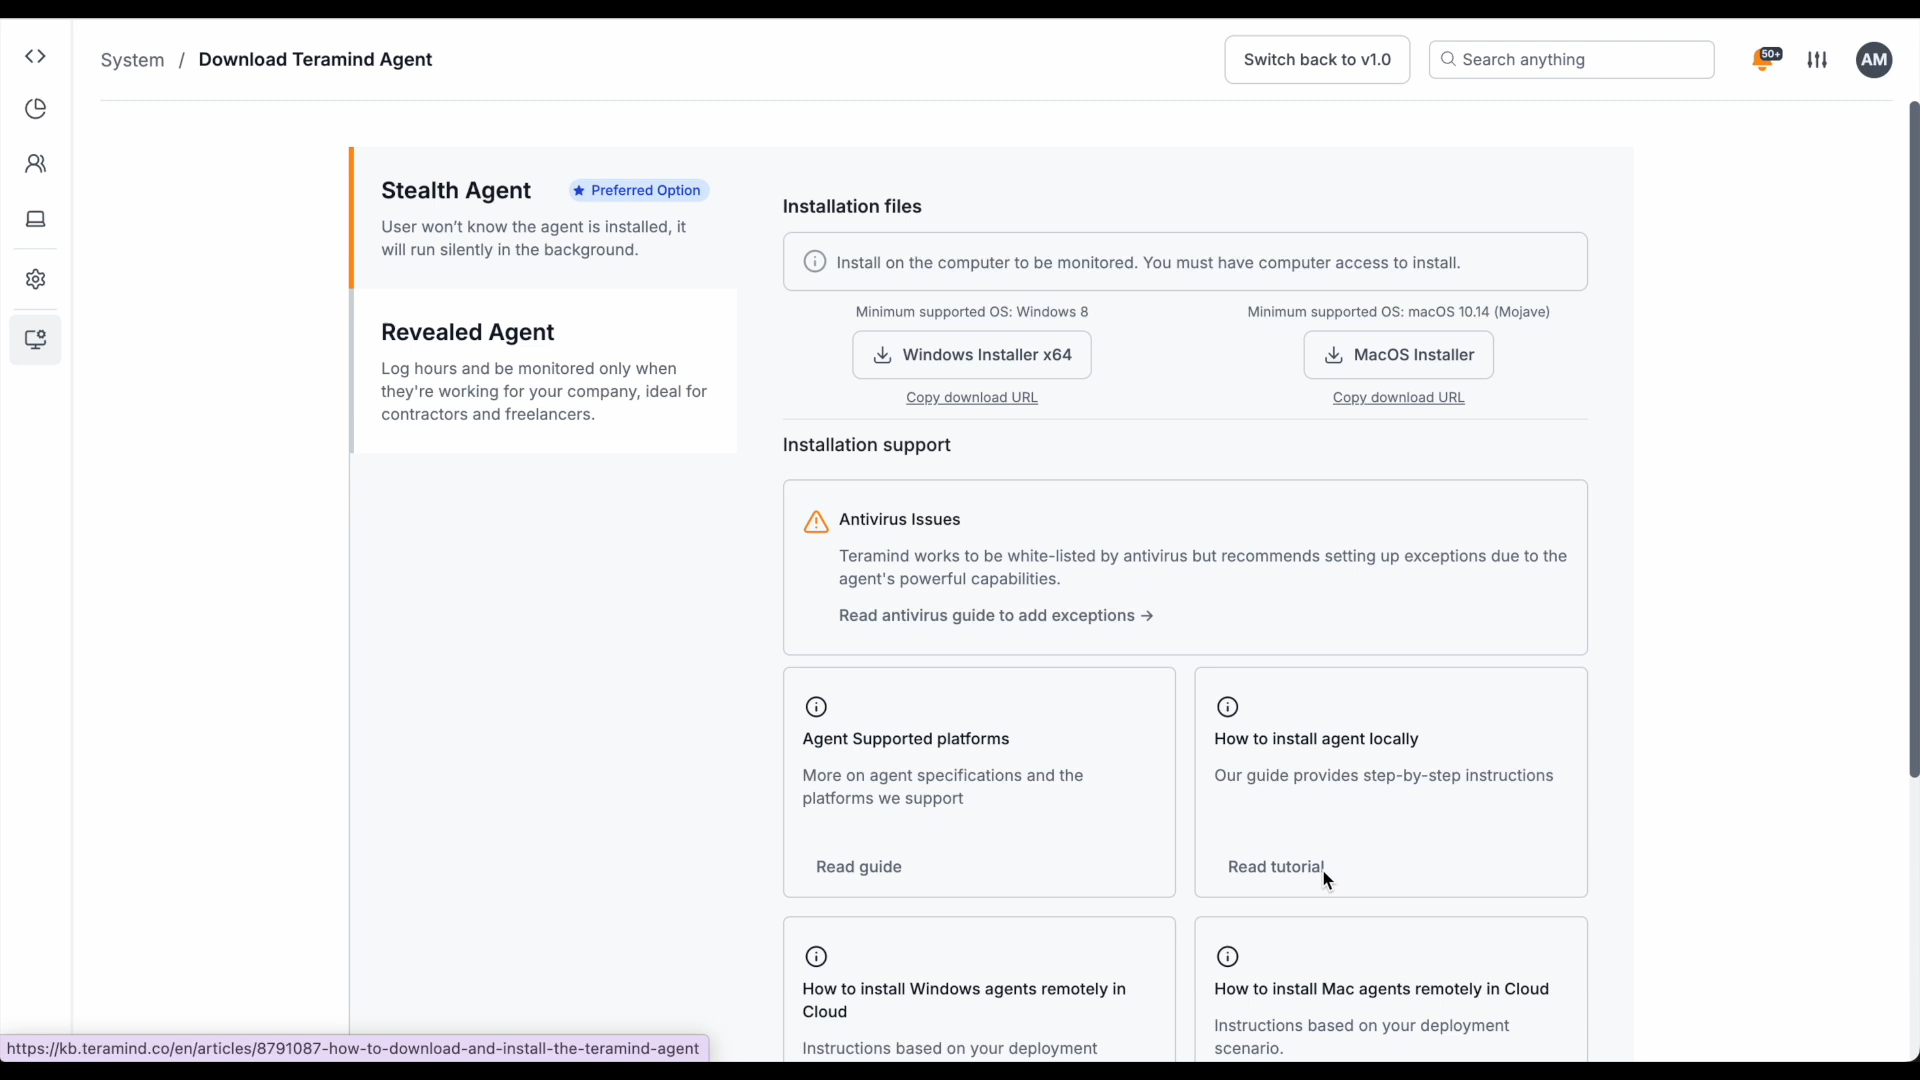 System / Download Teramind Agent
Switch back to v1.0
Search anything
50+
AM
Stealth Agent
Preferred Option
User won’t know the agent is installed, it
will run silently in the background.
Revealed Agent
Log hours and be monitored only when
they're working for your company, ideal for
contractors and freelancers.
Installation files
Install on the computer to be monitored. You must have computer access to install.
Minimum supported OS: Windows 8
Windows Installer x64
Copy download URL
Minimum supported OS: macOS 10.14 (Mojave)
MacOS Installer
Copy download URL
Installation support
Antivirus Issues
Teramind works to be white-listed by antivirus but recommends setting up exceptions due to the
agent's powerful capabilities.
Read antivirus guide to add exceptions →
Agent Supported platforms
More on agent specifications and the
platforms we support
Read guide
How to install agent locally
Our guide provides step-by-step instructions
Read tutorial
How to install Windows agents remotely in
Cloud
Instructions based on your deployment
How to install Mac agents remotely in Cloud
Instructions based on your deployment
scenario.
https://kb.teramind.co/en/articles/8791087-how-to-download-and-install-the-teramind-agent